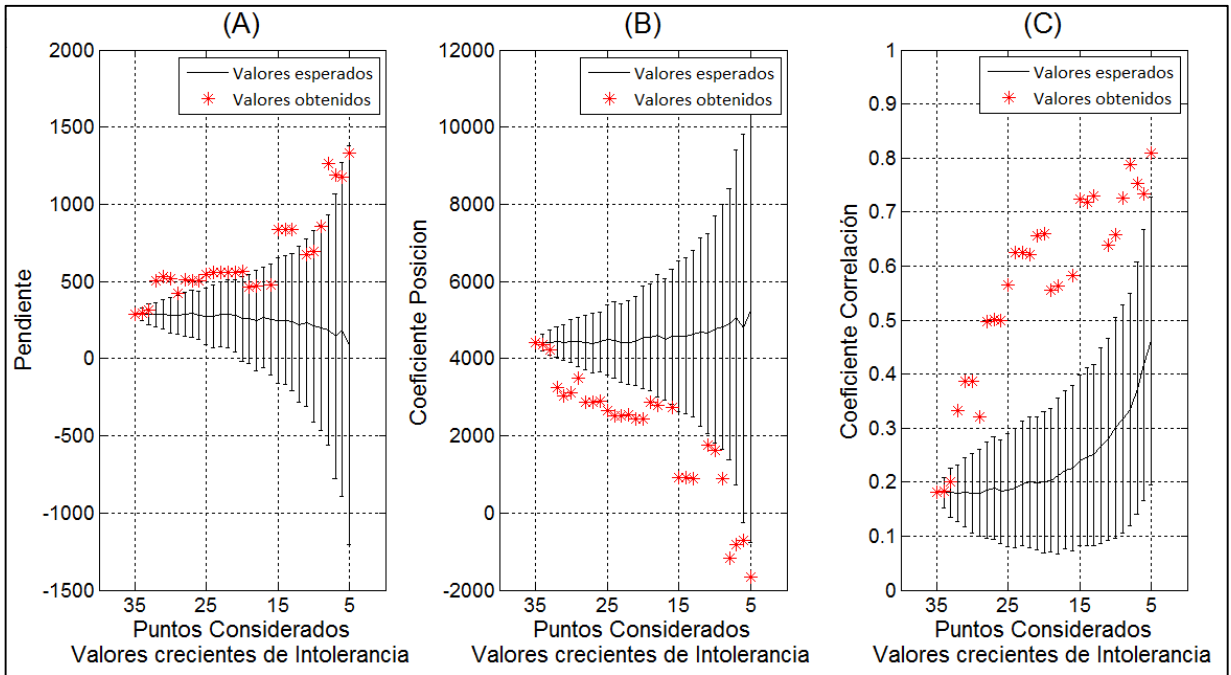 (A)
2000
1500
1000
500
0
-500
-1000
-1500
Pendiente
Valores esperados
Valores obtenidos
35
25
15
5
Puntos Considerados
Valores crecientes de Intolerancia
(B)
12000
10000
8000
6000
4000
2000
0
-2000
Coeficiente Posicion
Valores esperados
Valores obtenidos
35
25
15
5
Puntos Considerados
Valores crecientes de Intolerancia
(C)
1
0.9
0.8
0.7
0.6
0.5
0.4
0.3
0.2
0.1
0
Coeficiente Correlación
Valores esperados
Valores obtenidos
35
25
15
5
Puntos Considerados
Valores crecientes de Intolerancia